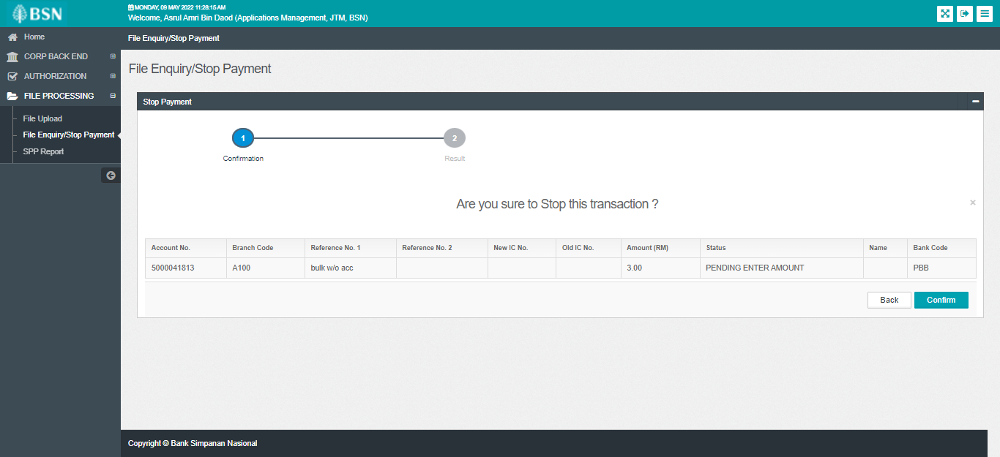 BSN
MONDAY, 09 MAY 2022 11:28:15 AM
Welcome, Asrul Amri Bin Daod (Applications Management, JTM, BSN)
Home
CORP BACK END
AUTHORIZATION
FILE PROCESSING
File Upload
File Enquiry/Stop Payment
SPP Report
File Enquiry/Stop Payment
File Enquiry/Stop Payment
Stop Payment
1 2
Confirmation Result
Are you sure to Stop this transaction ? ×
Account No. Branch Code Reference No. 1 Reference No. 2 New IC No. Old IC No. Amount (RM) Status Name Bank Code
5000041813 A100 bulk w/o acc 3.00 PENDING ENTER AMOUNT PBB
Back Confirm
Copyright © Bank Simpanan Nasional